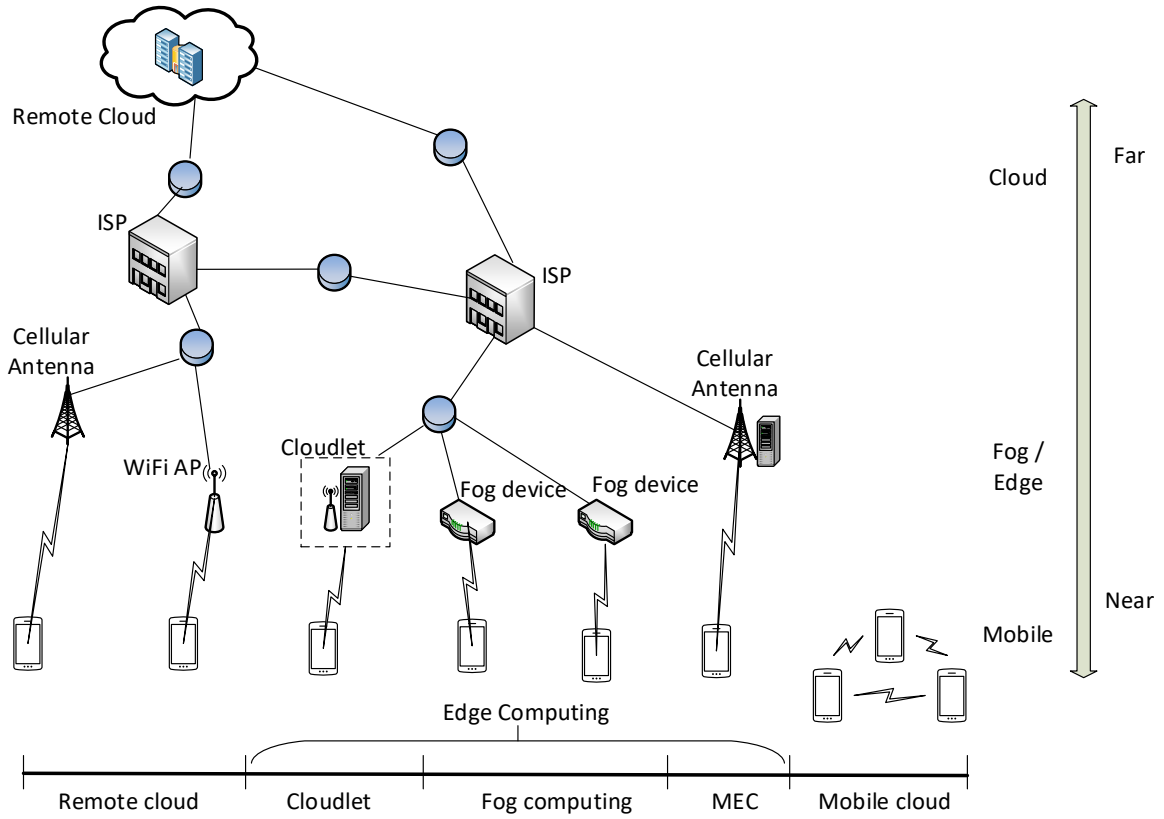 Remote Cloud
Cloud
Far
ISP
ISP
Cellular
Antenna
Cellular
Antenna
WiFi AP
Cloudlet
Fog device
Fog device
Fog /
Edge
Near
Mobile
Edge Computing
Remote cloud
Cloudlet
Fog computing
MEC
Mobile cloud